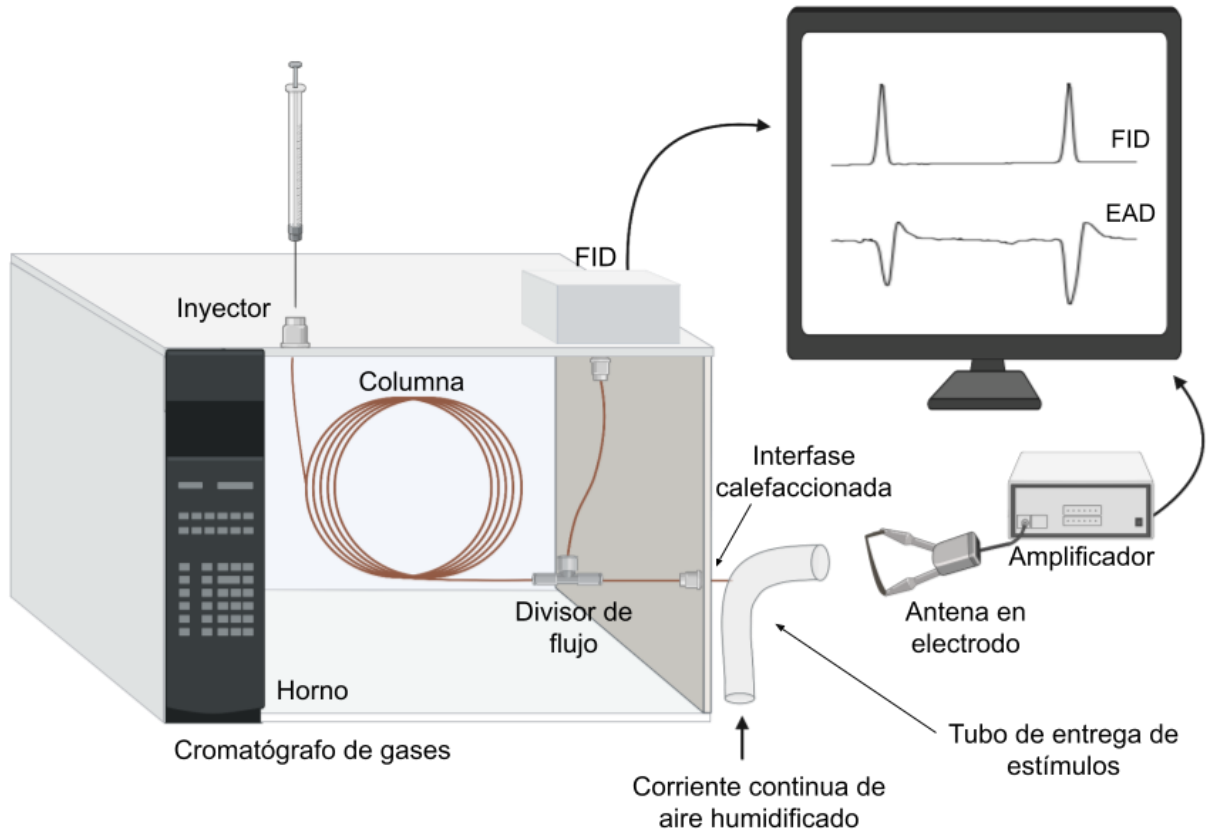 FID
EAD
FID
Inyector
Columna
Interfase
calefaccionada
Amplificador
Divisor de
flujo
Antena en
electrodo
Horno
Cromatógrafo de gases
Tubo de entrega de
estímulos
Corriente continua de
aire humidificado